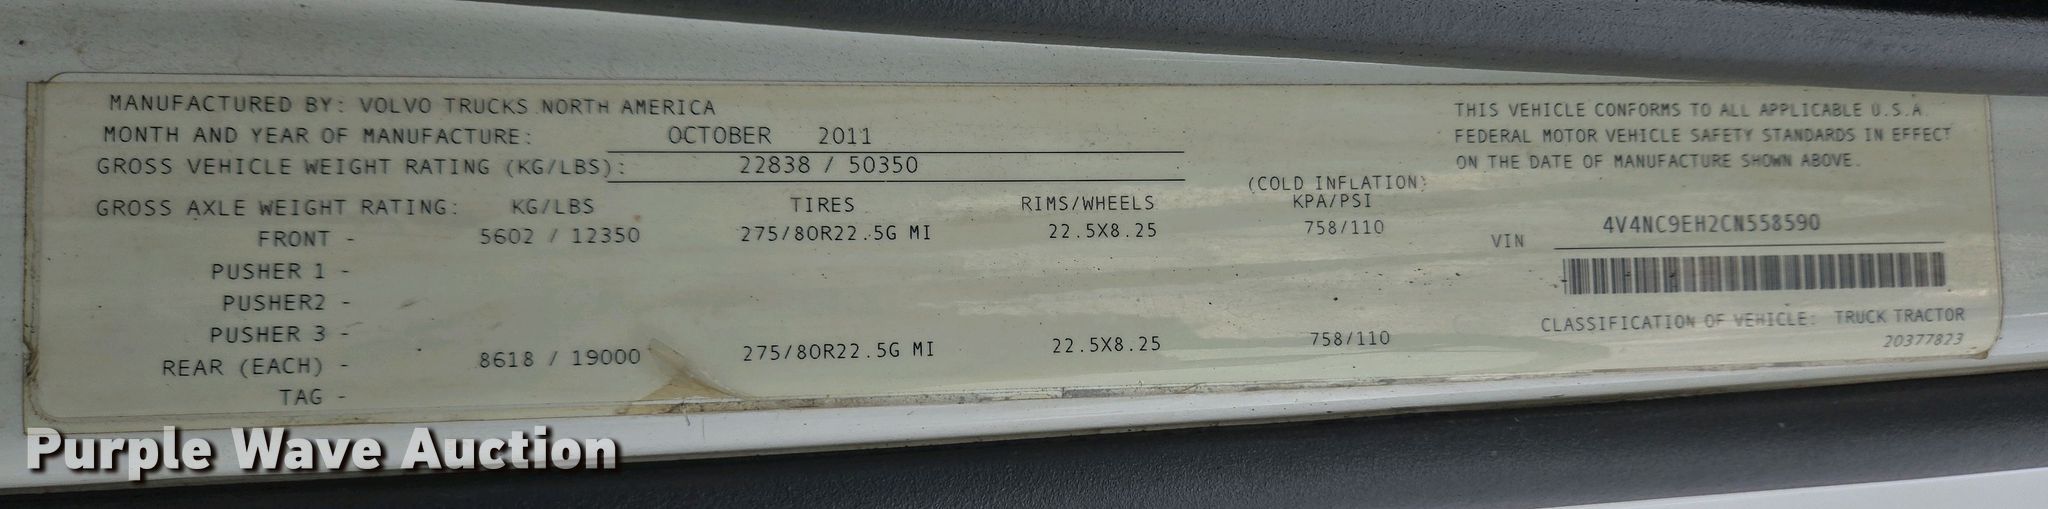 MANUFACTURED BY: VOLVO TRUCKS NORTH AMERICA
MONTH AND YEAR OF MANUFACTURE: OCTOBER 2011
GROSS VEHICLE WEIGHT RATING (KG/LBS): 22838 / 50350
GROSS AXLE WEIGHT RATING: KG/LBS TIRES RIMS/WHEELS (COLD INFLATION) KPA/PSI
FRONT - 5602 / 12350 275/80R22.5G MI 22.5X8.25 758/110
PUSHER 1 -
PUSHER2 -
PUSHER 3 -
REAR (EACH) - 8618 / 19000 275/80R22.5G MI 22.5X8.25 758/110
TAG -
THIS VEHICLE CONFORMS TO ALL APPLICABLE U.S.A.
FEDERAL MOTOR VEHICLE SAFETY STANDARDS IN EFFECT
ON THE DATE OF MANUFACTURE SHOWN ABOVE.
VIN 4V4NC9EH2CN558590
CLASSIFICATION OF VEHICLE: TRUCK TRACTOR
20377823
Purple Wave Auction